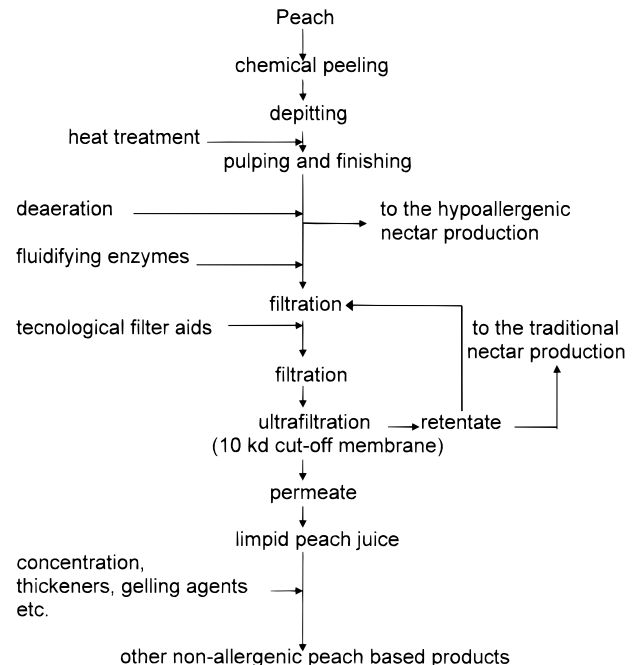 Peach
chemical peeling
depitting
heat treatment
pulping and finishing
deaeration
to the hypoallergenic
nectar production
fluidifying enzymes
filtration
tecnological filter aids
to the traditional
nectar production
filtration
ultrafiltration
retentate
(10 kd cut-off membrane)
permeate
limpid peach juice
concentration,
thickeners, gelling agents
etc.
other non-allergenic peach based products